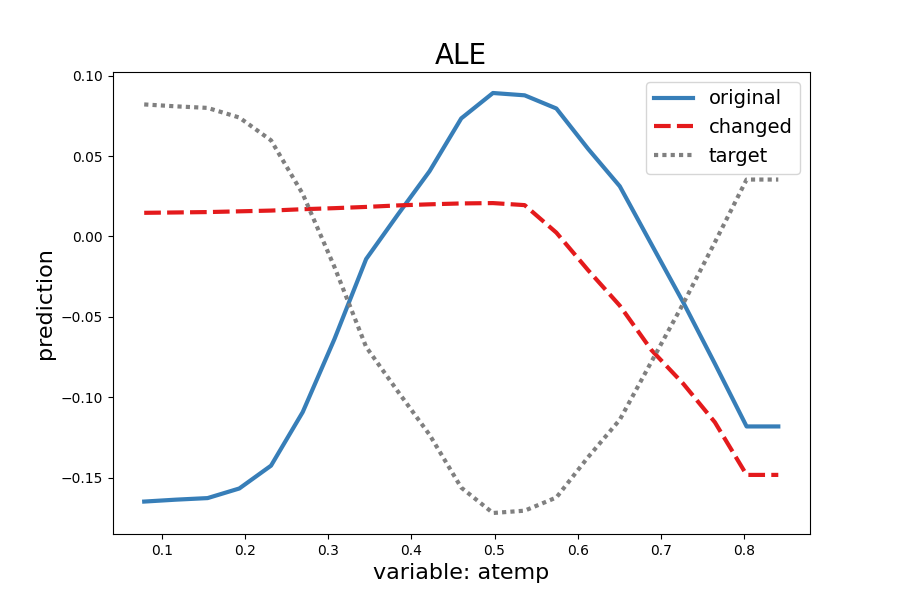 ALE
original
changed
target
prediction
0.10
0.05
0.00
−0.05
−0.10
−0.15
0.1 0.2 0.3 0.4 0.5 0.6 0.7 0.8
variable: atemp